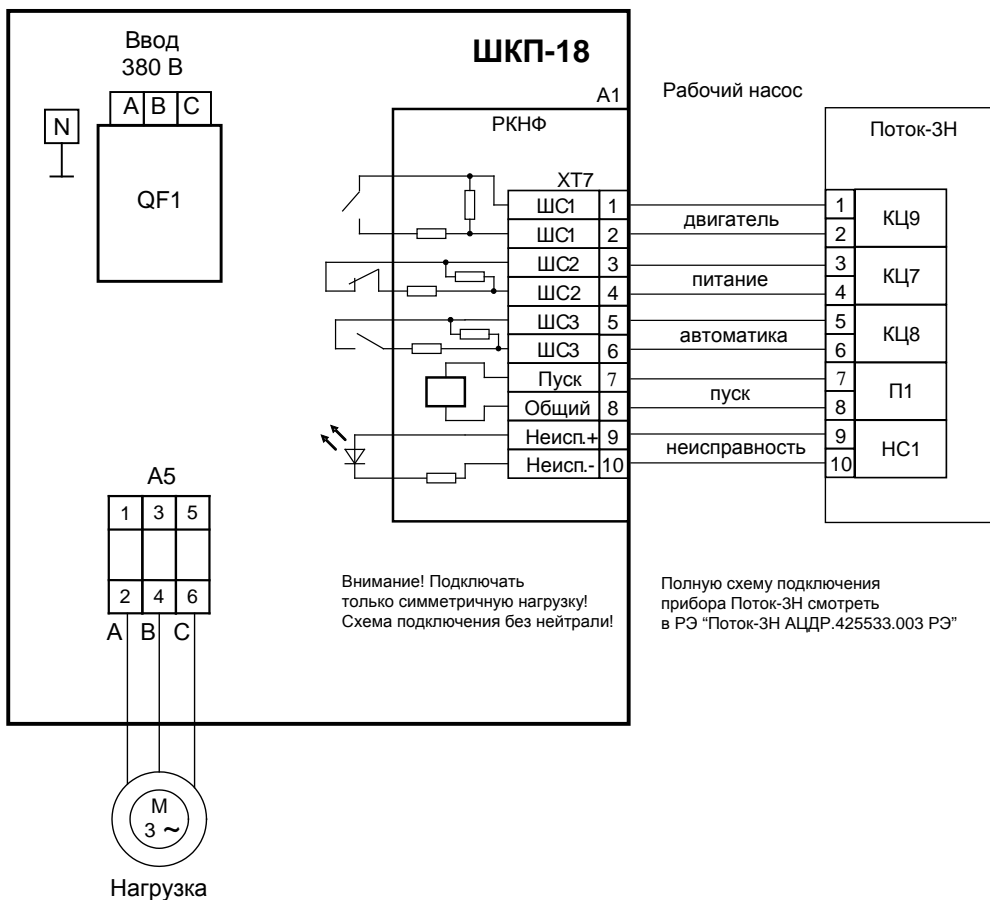 Ввод
380 В
ШКП-18
A B C
N
QF1
A1
РКНФ
XT7
ШС1 1
ШС1 2
ШС2 3
ШС2 4
ШС3 5
ШС3 6
Пуск 7
Общий 8
Неисп.+ 9
Неисп.- 10
Рабочий насос
двигатель
питание
автоматика
пуск
неисправность
Поток-3Н
1
2
КЦ9
3
4
КЦ7
5
6
КЦ8
7
8
П1
9
10
НС1
A5
1 3 5
2 4 6
A B C
Внимание! Подключать
только симметричную нагрузку!
Схема подключения без нейтрали!
Полную схему подключения
прибора Поток-3Н смотреть
в РЭ “Поток-3Н АЦДР.425533.003 РЭ”
М
3 ~
Нагрузка